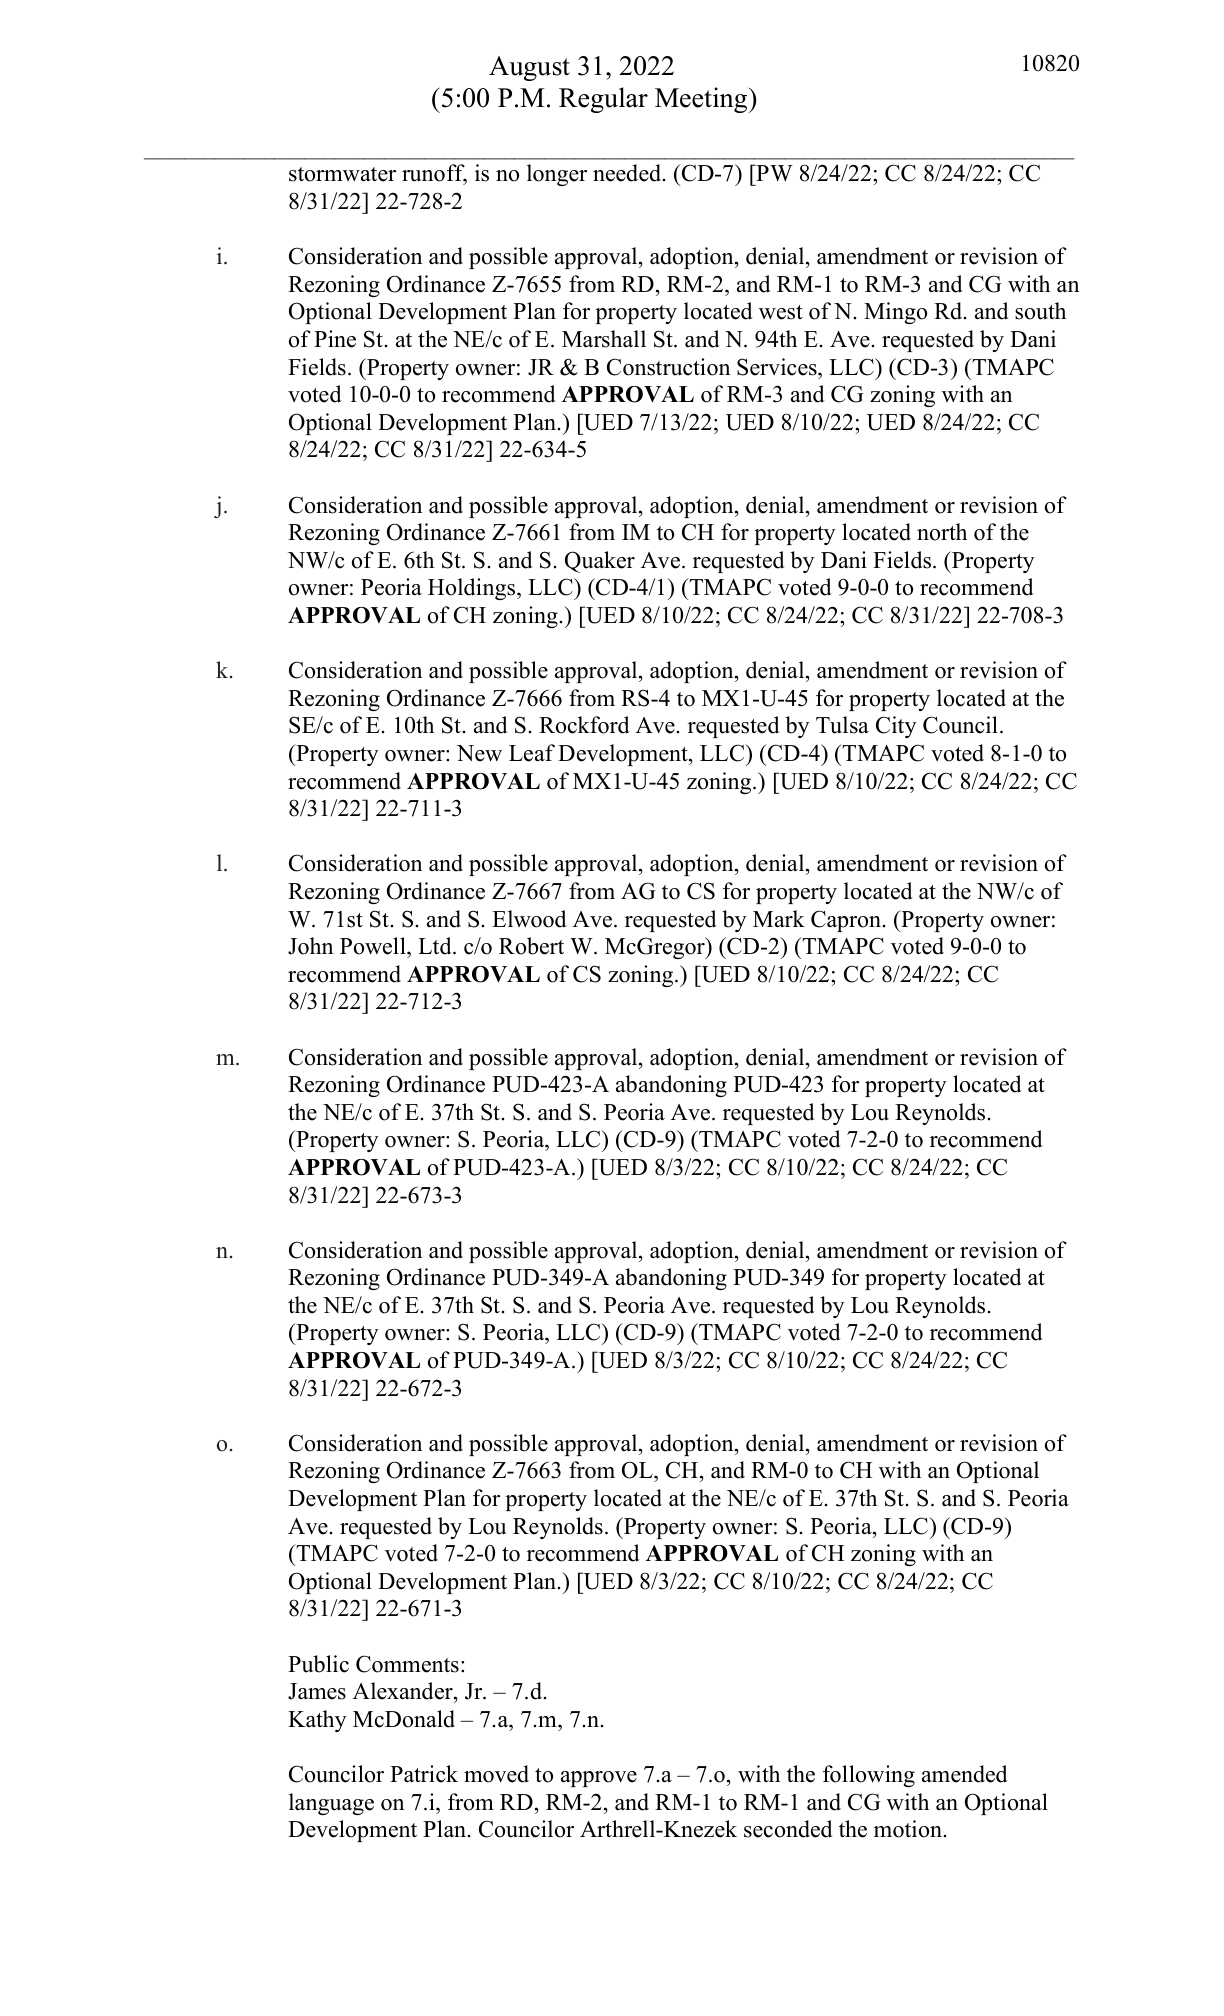 August 31, 2022
10820
(5:00 P.M. Regular Meeting)
stormwater runoff, is no longer needed. (CD-7) [PW 8/24/22; CC 8/24/22; CC
8/31/22] 22-728-2
i. Consideration and possible approval, adoption, denial, amendment or revision of
Rezoning Ordinance Z-7655 from RD, RM-2, and RM-1 to RM-3 and CG with an
Optional Development Plan for property located west of N. Mingo Rd. and south
of Pine St. at the NE/c of E. Marshall St. and N. 94th E. Ave. requested by Dani
Fields. (Property owner: JR & B Construction Services, LLC) (CD-3) (TMAPC
voted 10-0-0 to recommend APPROVAL of RM-3 and CG zoning with an
Optional Development Plan.) [UED 7/13/22; UED 8/10/22; UED 8/24/22; CC
8/24/22; CC 8/31/22] 22-634-5
j. Consideration and possible approval, adoption, denial, amendment or revision of
Rezoning Ordinance Z-7661 from IM to CH for property located north of the
NW/c of E. 6th St. S. and S. Quaker Ave. requested by Dani Fields. (Property
owner: Peoria Holdings, LLC) (CD-4/1) (TMAPC voted 9-0-0 to recommend
APPROVAL of CH zoning.) [UED 8/10/22; CC 8/24/22; CC 8/31/22] 22-708-3
k. Consideration and possible approval, adoption, denial, amendment or revision of
Rezoning Ordinance Z-7666 from RS-4 to MX1-U-45 for property located at the
SE/c of E. 10th St. and S. Rockford Ave. requested by Tulsa City Council.
(Property owner: New Leaf Development, LLC) (CD-4) (TMAPC voted 8-1-0 to
recommend APPROVAL of MX1-U-45 zoning.) [UED 8/10/22; CC 8/24/22; CC
8/31/22] 22-711-3
l. Consideration and possible approval, adoption, denial, amendment or revision of
Rezoning Ordinance Z-7667 from AG to CS for property located at the NW/c of
W. 71st St. S. and S. Elwood Ave. requested by Mark Capron. (Property owner:
John Powell, Ltd. c/o Robert W. McGregor) (CD-2) (TMAPC voted 9-0-0 to
recommend APPROVAL of CS zoning.) [UED 8/10/22; CC 8/24/22; CC
8/31/22] 22-712-3
m. Consideration and possible approval, adoption, denial, amendment or revision of
Rezoning Ordinance PUD-423-A abandoning PUD-423 for property located at
the NE/c of E. 37th St. S. and S. Peoria Ave. requested by Lou Reynolds.
(Property owner: S. Peoria, LLC) (CD-9) (TMAPC voted 7-2-0 to recommend
APPROVAL of PUD-423-A.) [UED 8/3/22; CC 8/10/22; CC 8/24/22; CC
8/31/22] 22-673-3
n. Consideration and possible approval, adoption, denial, amendment or revision of
Rezoning Ordinance PUD-349-A abandoning PUD-349 for property located at
the NE/c of E. 37th St. S. and S. Peoria Ave. requested by Lou Reynolds.
(Property owner: S. Peoria, LLC) (CD-9) (TMAPC voted 7-2-0 to recommend
APPROVAL of PUD-349-A.) [UED 8/3/22; CC 8/10/22; CC 8/24/22; CC
8/31/22] 22-672-3
o. Consideration and possible approval, adoption, denial, amendment or revision of
Rezoning Ordinance Z-7663 from OL, CH, and RM-0 to CH with an Optional
Development Plan for property located at the NE/c of E. 37th St. S. and S. Peoria
Ave. requested by Lou Reynolds. (Property owner: S. Peoria, LLC) (CD-9)
(TMAPC voted 7-2-0 to recommend APPROVAL of CH zoning with an
Optional Development Plan.) [UED 8/3/22; CC 8/10/22; CC 8/24/22; CC
8/31/22] 22-671-3
Public Comments:
James Alexander, Jr. – 7.d.
Kathy McDonald – 7.a, 7.m, 7.n.
Councilor Patrick moved to approve 7.a – 7.o, with the following amended
language on 7.i, from RD, RM-2, and RM-1 to RM-1 and CG with an Optional
Development Plan. Councilor Arthrell-Knezek seconded the motion.